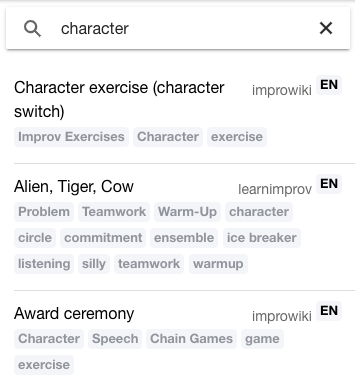 character
Character exercise (character improwiki EN
switch)
Improv Exercises Character exercise
Alien, Tiger, Cow learnimprov EN
Problem Teamwork Warm-Up character
circle commitment ensemble ice breaker
listening silly teamwork warmup
Award ceremony improwiki EN
Character Speech Chain Games game
exercise